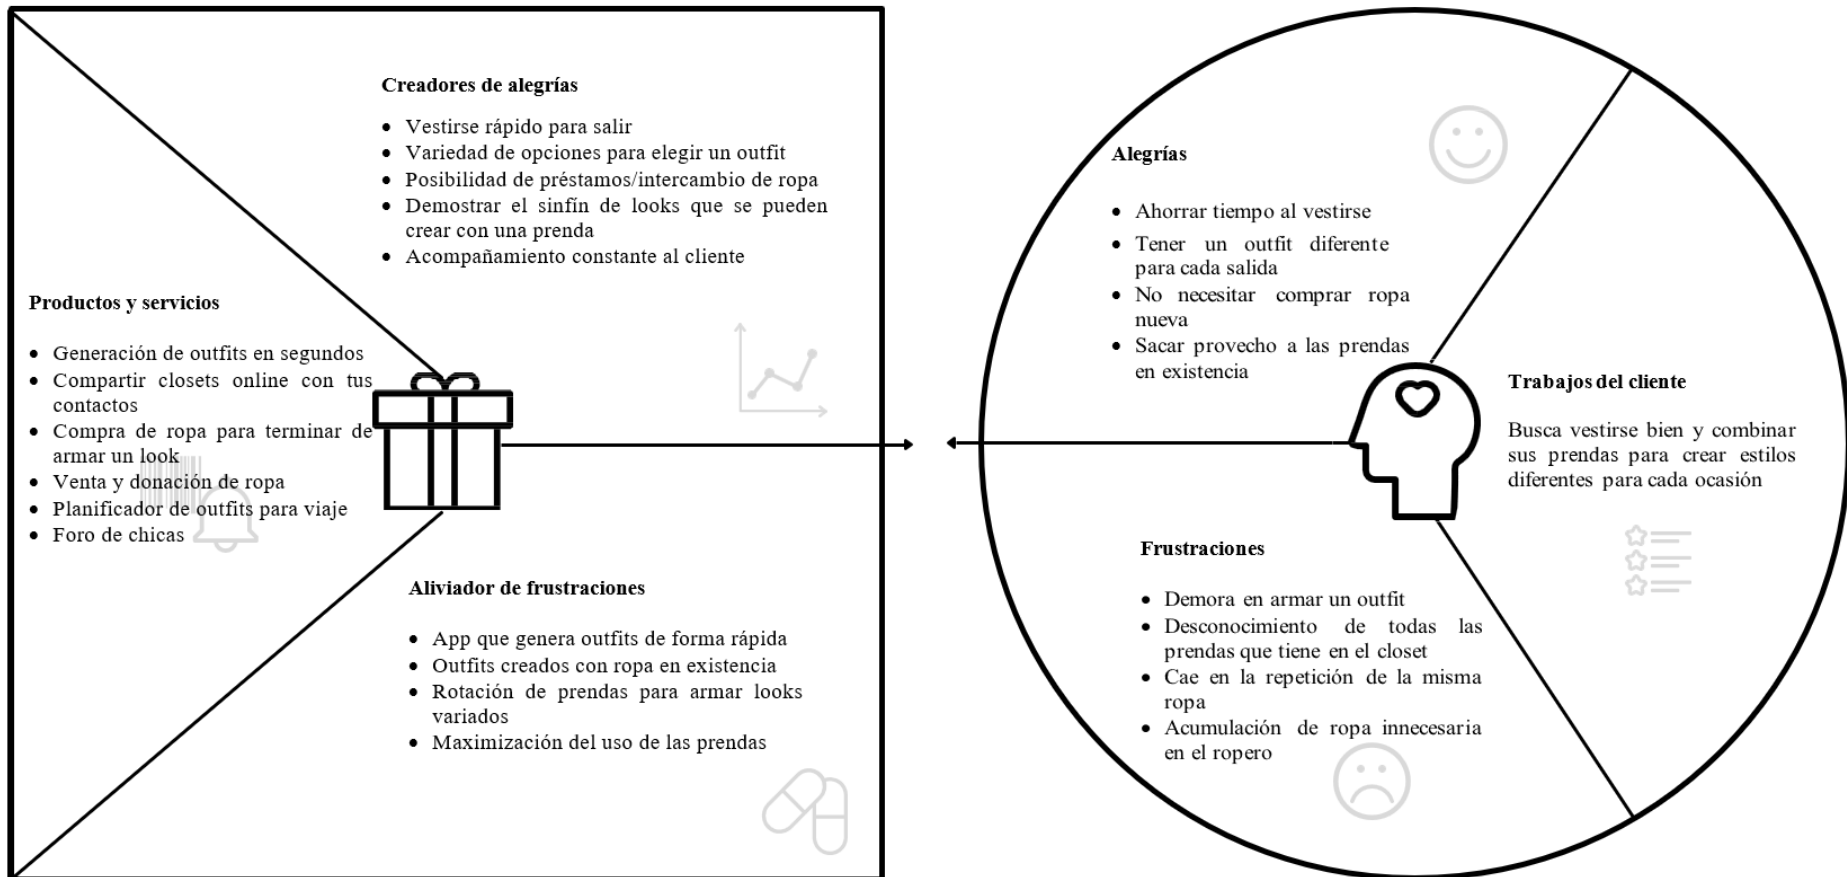 Creadores de alegrías
• Vestirse rápido para salir
• Variedad de opciones para elegir un outfit
• Posibilidad de préstamos/intercambio de ropa
• Demostrar el sinfín de looks que se pueden
crear con una prenda
• Acompañamiento constante al cliente
Productos y servicios
• Generación de outfits en segundos
• Compartir closets online con tus
contactos
• Compra de ropa para terminar de
armar un look
• Venta y donación de ropa
• Planificador de outfits para viaje
• Foro de chicas
Aliviador de frustraciones
• App que genera outfits de forma rápida
• Outfits creados con ropa en existencia
• Rotación de prendas para armar looks
variados
• Maximización del uso de las prendas
Alegrías
• Ahorrar tiempo al vestirse
• Tener un outfit diferente
para cada salida
• No necesitar comprar ropa
nueva
• Sacar provecho a las prendas
en existencia
Trabajos del cliente
Busca vestirse bien y combinar
sus prendas para crear estilos
diferentes para cada ocasión
Frustraciones
• Demora en armar un outfit
• Desconocimiento de todas las
prendas que tiene en el closet
• Cae en la repetición de la misma
ropa
• Acumulación de ropa innecesaria
en el ropero